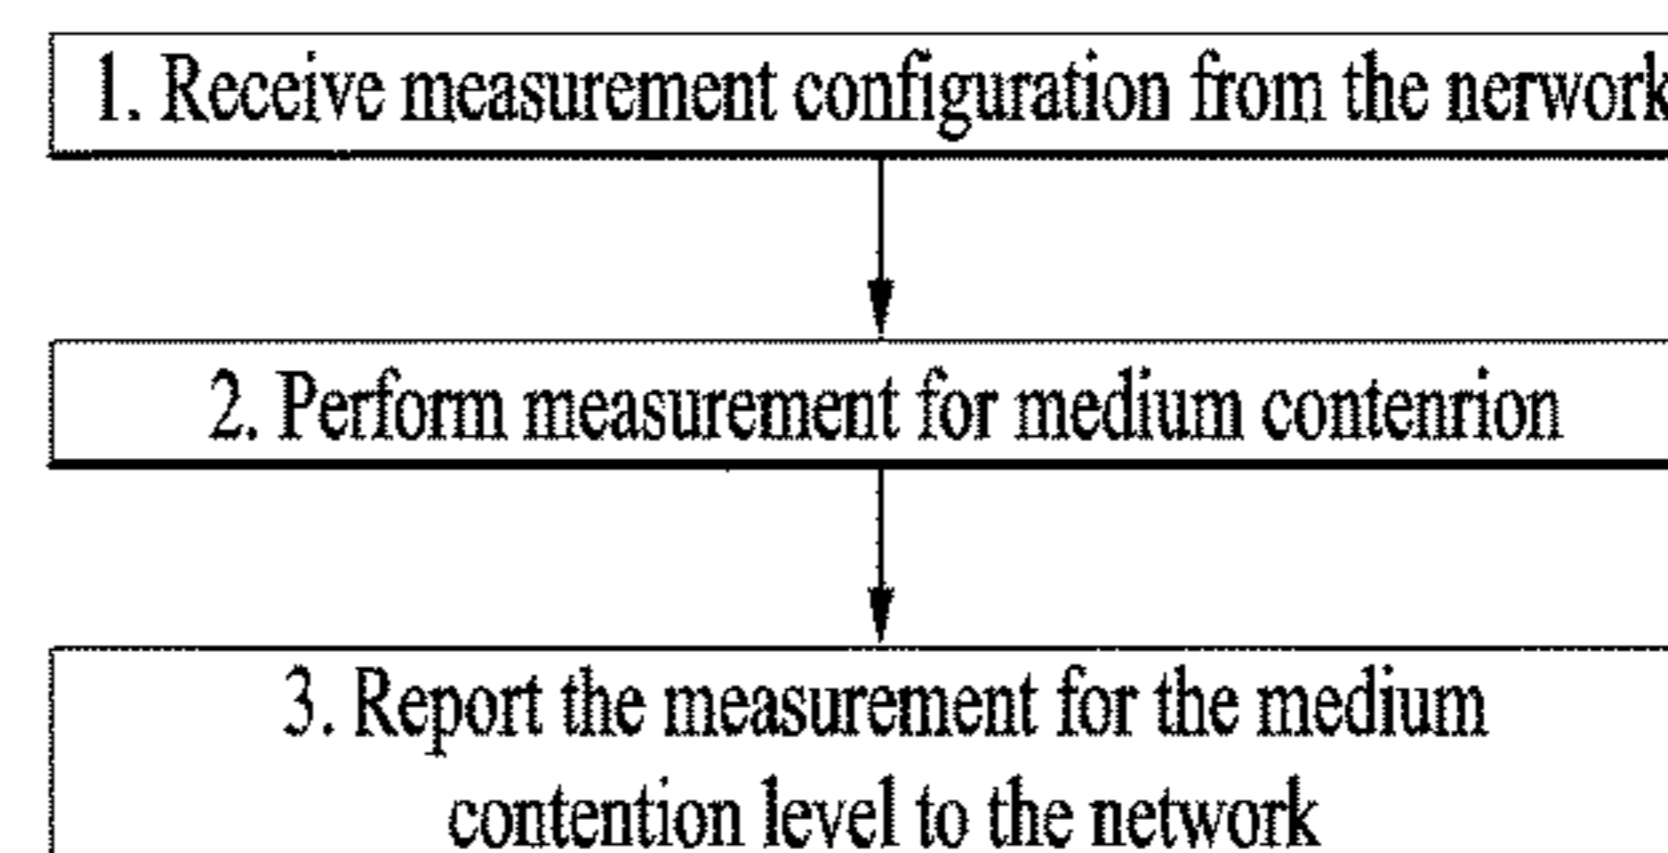 1. Receive measurement configuration from the nerwork
2. Perform measurement for medium contenrion
3. Report the measurement for the medium
contention level to the network